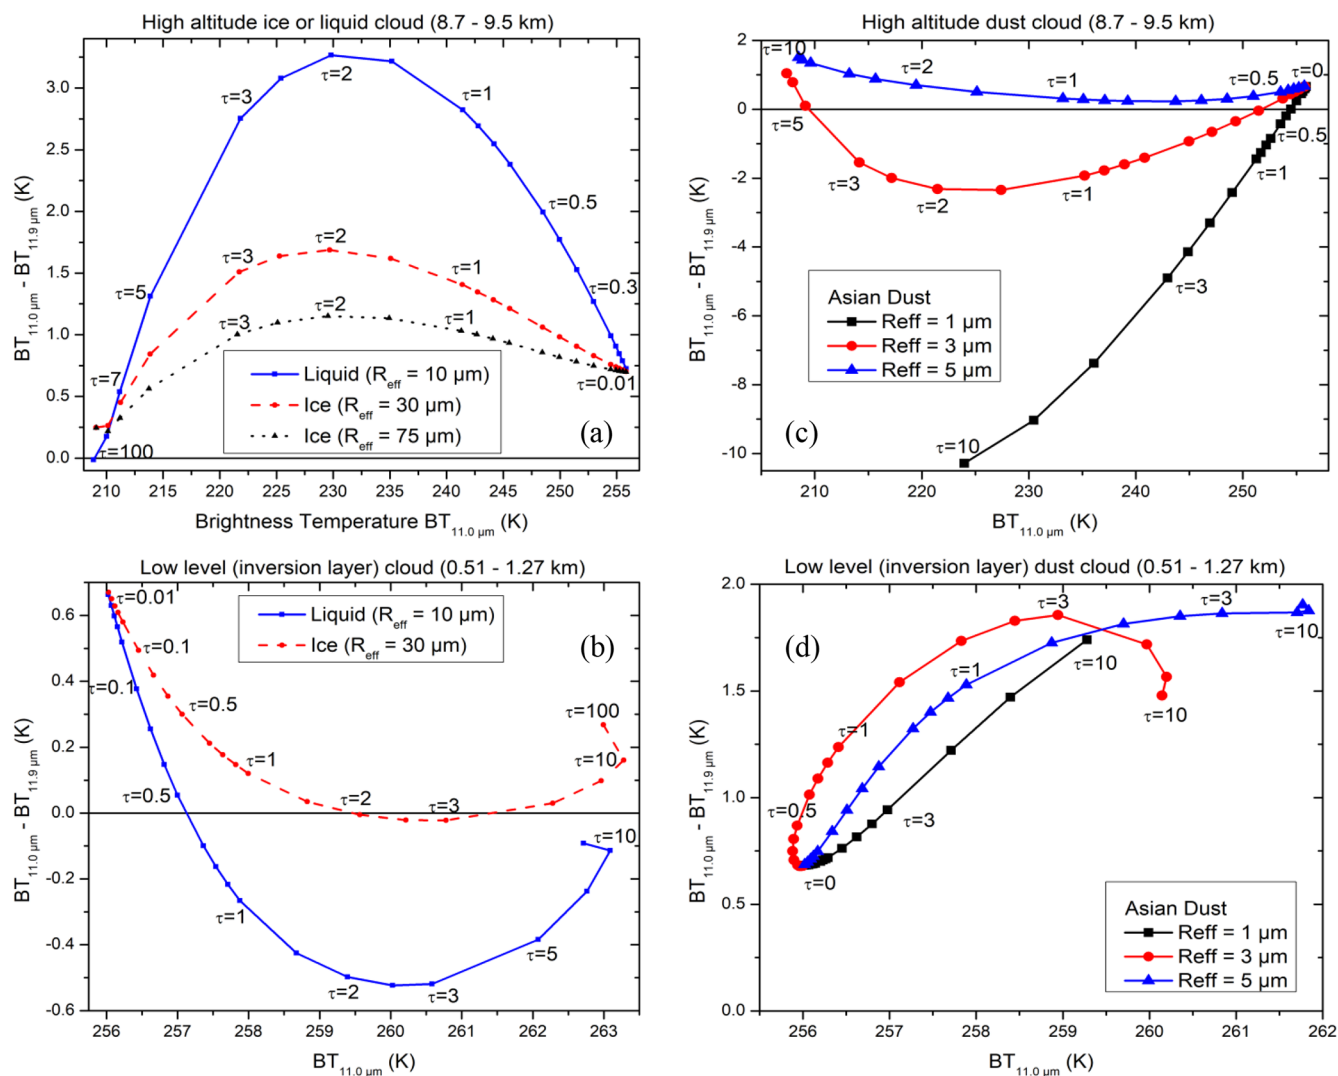 High altitude ice or liquid cloud (8.7 - 9.5 km)
BT11.0 μm - BT11.9 μm (K)
3.0
2.5
2.0
1.5
1.0
0.5
0.0
τ=2
τ=3
τ=1
τ=5
τ=0.5
τ=2
τ=3
τ=1
τ=0.3
τ=2
τ=3
τ=1
τ=7
τ=0.01
τ=100
Liquid (Reff = 10 μm)
Ice (Reff = 30 μm)
Ice (Reff = 75 μm)
(a)
210 215 220 225 230 235 240 245 250 255
Brightness Temperature BT11.0 μm (K)
High altitude dust cloud (8.7 - 9.5 km)
BT11.0 μm - BT11.9 μm (K)
2
0
-2
-4
-6
-8
-10
τ=10
τ=2
τ=1
τ=0.5
τ=0
τ=5
τ=0.5
τ=3
τ=2
τ=1
τ=1
τ=3
τ=10
Asian Dust
Reff = 1 μm
Reff = 3 μm
Reff = 5 μm
(c)
210 220 230 240 250
BT11.0 μm (K)
Low level (inversion layer) cloud (0.51 - 1.27 km)
BT11.0 μm - BT11.9 μm (K)
0.6
0.4
0.2
0.0
-0.2
-0.4
-0.6
τ=0.01
τ=0.1
τ=0.1
τ=0.5
τ=1
τ=0.5
τ=2
τ=3
τ=100
τ=10
τ=10
τ=1
τ=2
τ=3
τ=5
Liquid (Reff = 10 μm)
Ice (Reff = 30 μm)
(b)
256 257 258 259 260 261 262 263
BT11.0 μm (K)
Low level (inversion layer) dust cloud (0.51 - 1.27 km)
BT11.0 μm - BT11.9 μm (K)
2.0
1.5
1.0
0.5
0.0
τ=3
τ=3
τ=10
τ=1
τ=10
τ=10
τ=1
τ=0.5
τ=3
τ=0
(d)
Asian Dust
Reff = 1 μm
Reff = 3 μm
Reff = 5 μm
256 257 258 259 260 261 262
BT11.0 μm (K)